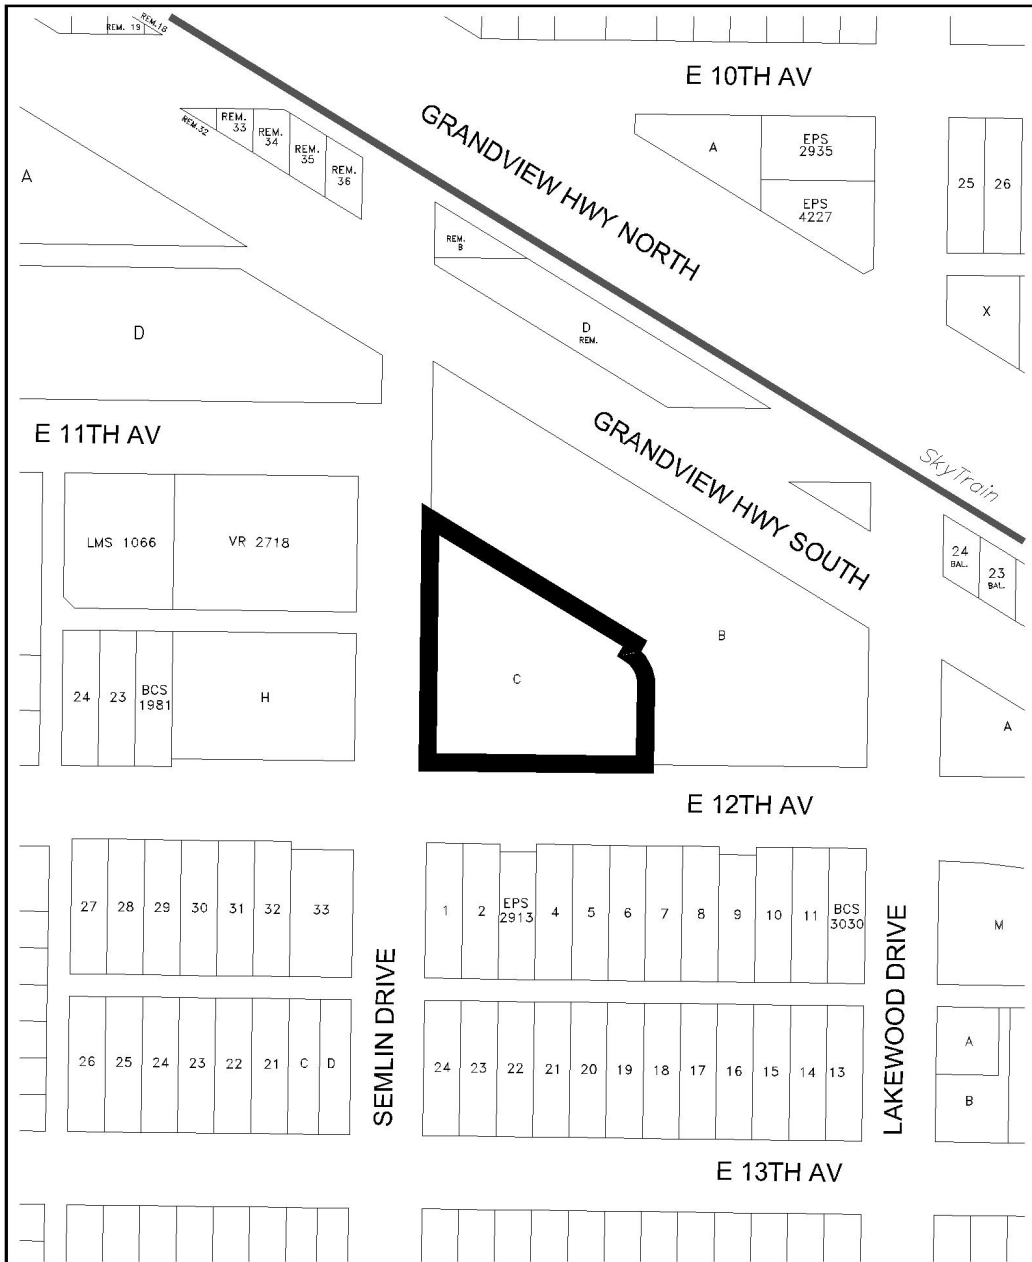 REM. 19
REM.18
E 10TH AV
REM.32
REM.
33
REM.
34
REM.
35
REM.
36
GRANDVIEW HWY NORTH
A
EPS
2935
EPS
4227
25
26
A
REM.
B
X
D
D
REM.
E 11TH AV
GRANDVIEW HWY SOUTH
SkyTrain
LMS 1066
VR 2718
24
BAL.
23
BAL.
24
23
BCS
1981
H
C
B
A
E 12TH AV
27
28
29
30
31
32
33
1
2
EPS
2913
4
5
6
7
8
9
10
11
BCS
3030
M
SEMLIN DRIVE
LAKEWOOD DRIVE
26
25
24
23
22
21
C
D
24
23
22
21
20
19
18
17
16
15
14
13
A
B
E 13TH AV